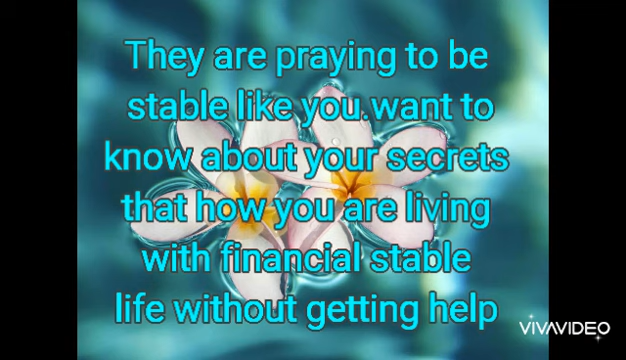 They are praying to be
stable like you.want to
know about your secrets
that how you are living
with financial stable
life without getting help
VIVAVIDEO